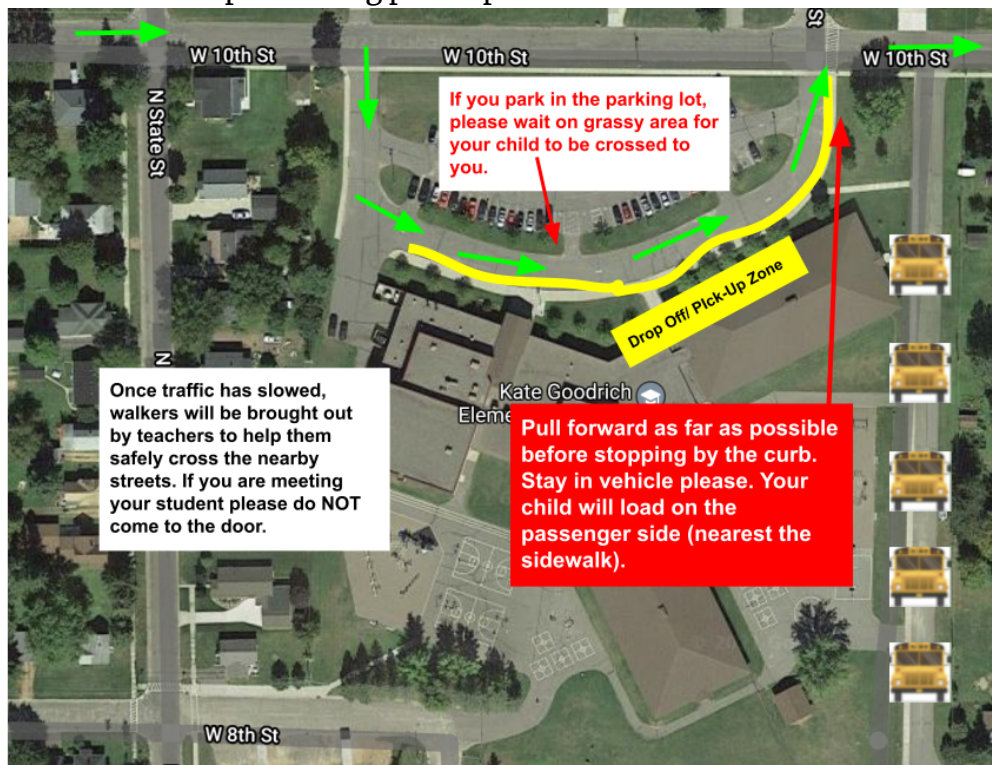 St
W 10th St
W 10th St
W 10th St
N State St
If you park in the parking lot,
please wait on grassy area for
your child to be crossed to
you.
Drop Off/ PIck-Up Zone
N
Once traffic has slowed,
walkers will be brought out
by teachers to help them
safely cross the nearby
streets. If you are meeting
your student please do NOT
come to the door.
Kate Goodrich
Pull forward as far as possible
before stopping by the curb.
Stay in vehicle please. Your
child will load on the
passenger side (nearest the
sidewalk).
W 8th St